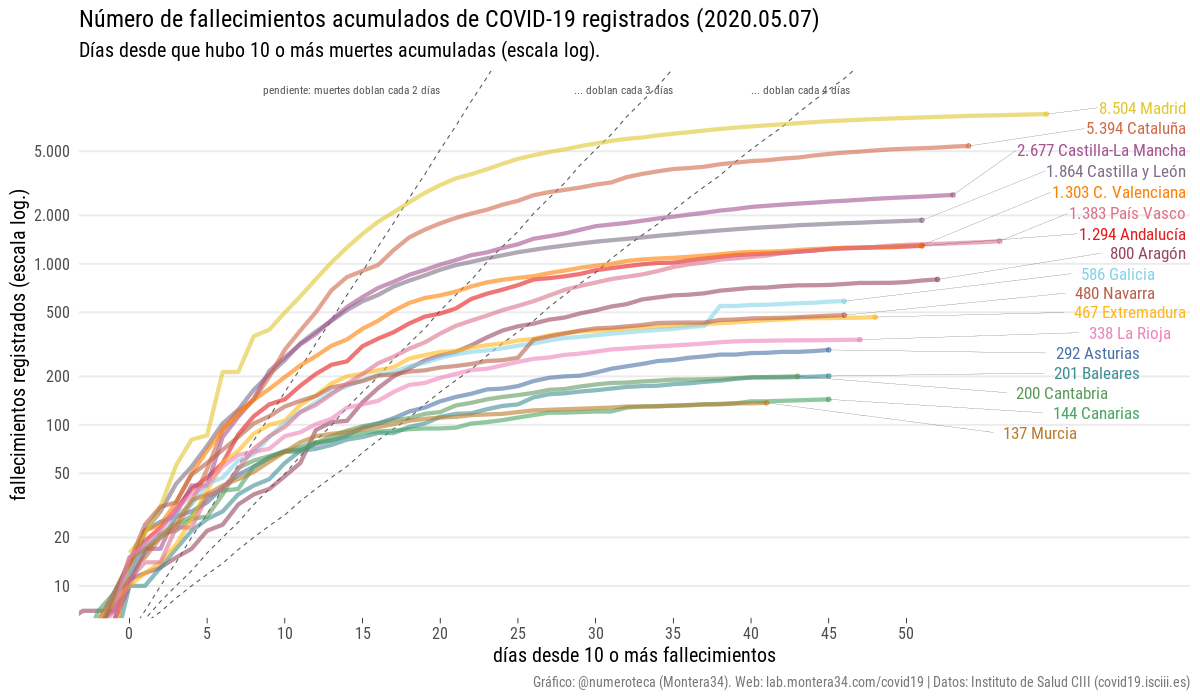 Número de fallecimientos acumulados de COVID-19 registrados (2020.05.07)
Días desde que hubo 10 o más muertes acumuladas (escala log).
pendiente: muertes doblan cada 2 días
... doblan cada 3 días
... doblan cada 4 días
8.504 Madrid
5.394 Cataluña
2.677 Castilla-La Mancha
1.864 Castilla y León
1.303 C. Valenciana
1.383 País Vasco
1.294 Andalucía
800 Aragón
586 Galicia
480 Navarra
467 Extremadura
338 La Rioja
292 Asturias
201 Baleares
200 Cantabria
144 Canarias
137 Murcia
fallecimientos registrados (escala log.)
5.000
2.000
1.000
500
200
100
50
20
10
0 5 10 15 20 25 30 35 40 45 50
días desde 10 o más fallecimientos
Gráfico: @numeroteca (Montera34). Web: lab.montera34.com/covid19 | Datos: Instituto de Salud CIII (covid19.isciii.es)